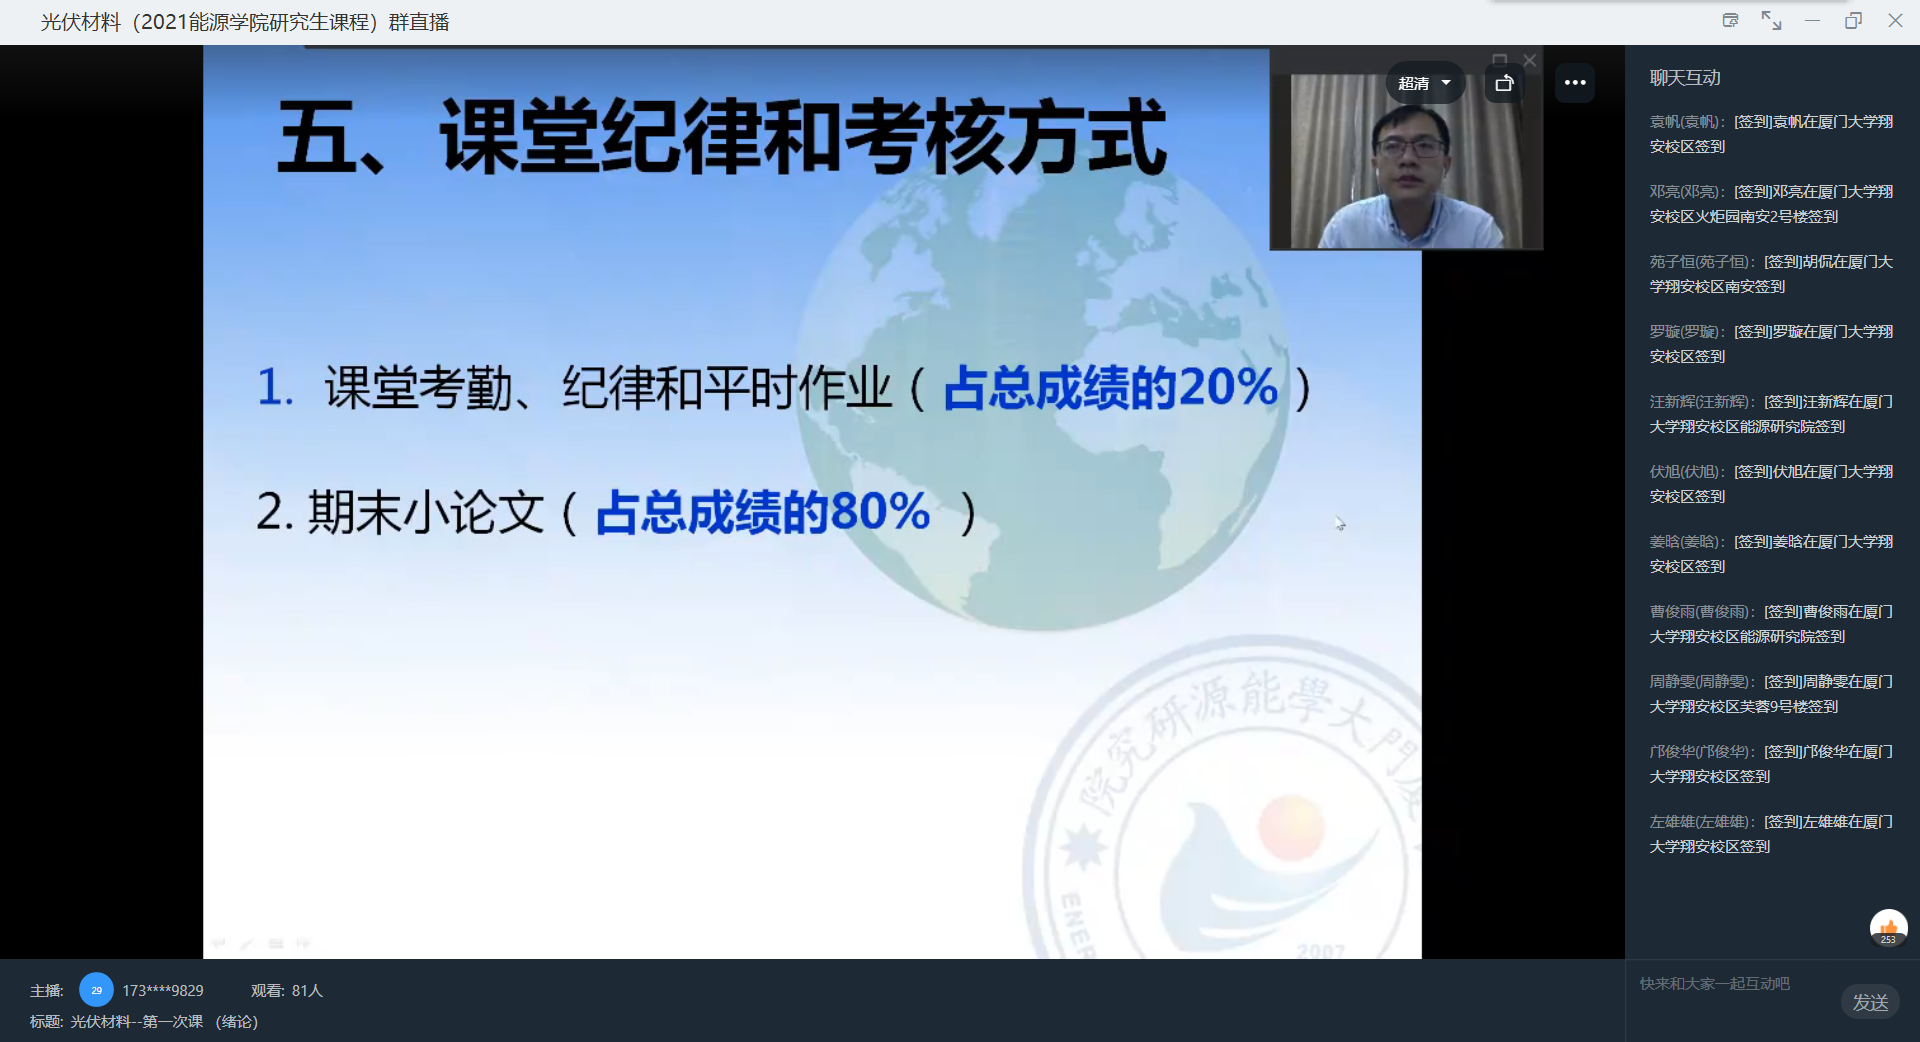 光伏材料（2021能源学院研究生课程）群直播
五、课堂纪律和考核方式
超清
1. 课堂考勤、纪律和平时作业（占总成绩的20%）
2. 期末小论文（占总成绩的80% ）
院究研源能學大門
ENER
2007
主播: 29 173****9829 观看: 81人
标题: 光伏材料--第一次课 （绪论）
聊天互动
袁帆(袁帆): [签到]袁帆在厦门大学翔
安校区签到
邓亮(邓亮): [签到]邓亮在厦门大学翔
安校区火炬园南安2号楼签到
苑子恒(苑子恒): [签到]胡侃在厦门大
学翔安校区南安签到
罗璇(罗璇): [签到]罗璇在厦门大学翔
安校区签到
汪新辉(汪新辉): [签到]汪新辉在厦门
大学翔安校区能源研究院签到
伏旭(伏旭): [签到]伏旭在厦门大学翔
安校区签到
姜晗(姜晗): [签到]姜晗在厦门大学翔
安校区签到
曹俊雨(曹俊雨): [签到]曹俊雨在厦门
大学翔安校区能源研究院签到
周静雯(周静雯): [签到]周静雯在厦门
大学翔安校区芙蓉9号楼签到
邝俊华(邝俊华): [签到]邝俊华在厦门
大学翔安校区签到
左雄雄(左雄雄): [签到]左雄雄在厦门
大学翔安校区签到
253
快来和大家一起互动吧
发送